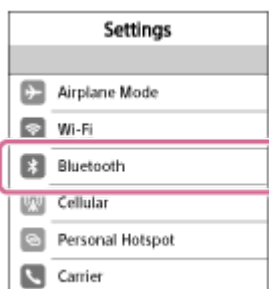 Settings
Airplane Mode
Wi-Fi
Bluetooth
Cellular
Personal Hotspot
Carrier